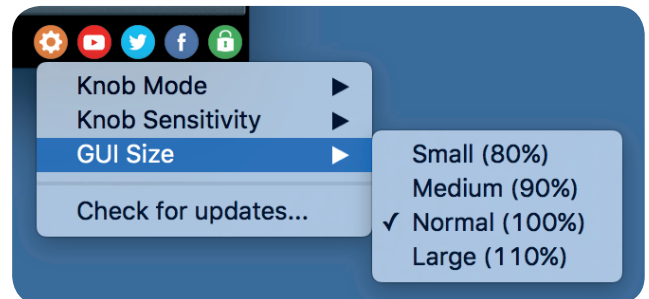 f
Knob Mode
Knob Sensitivity
GUI Size
Check for updates...
Small (80%)
Medium (90%)
Normal (100%)
Large (110%)